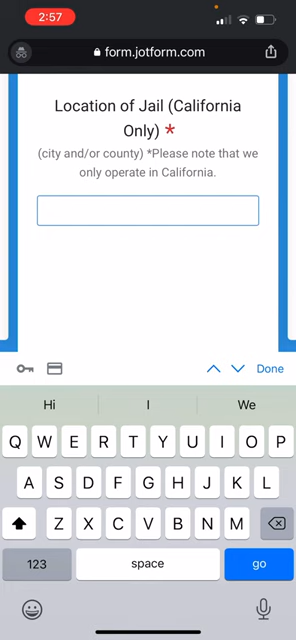 2:57
form.jotform.com
Location of Jail (California
Only) *
(city and/or county) *Please note that we
only operate in California.
Done
Hi I We
Q W E R T Y U I O P
A S D F G H J K L
Z X C V B N M
123 space go